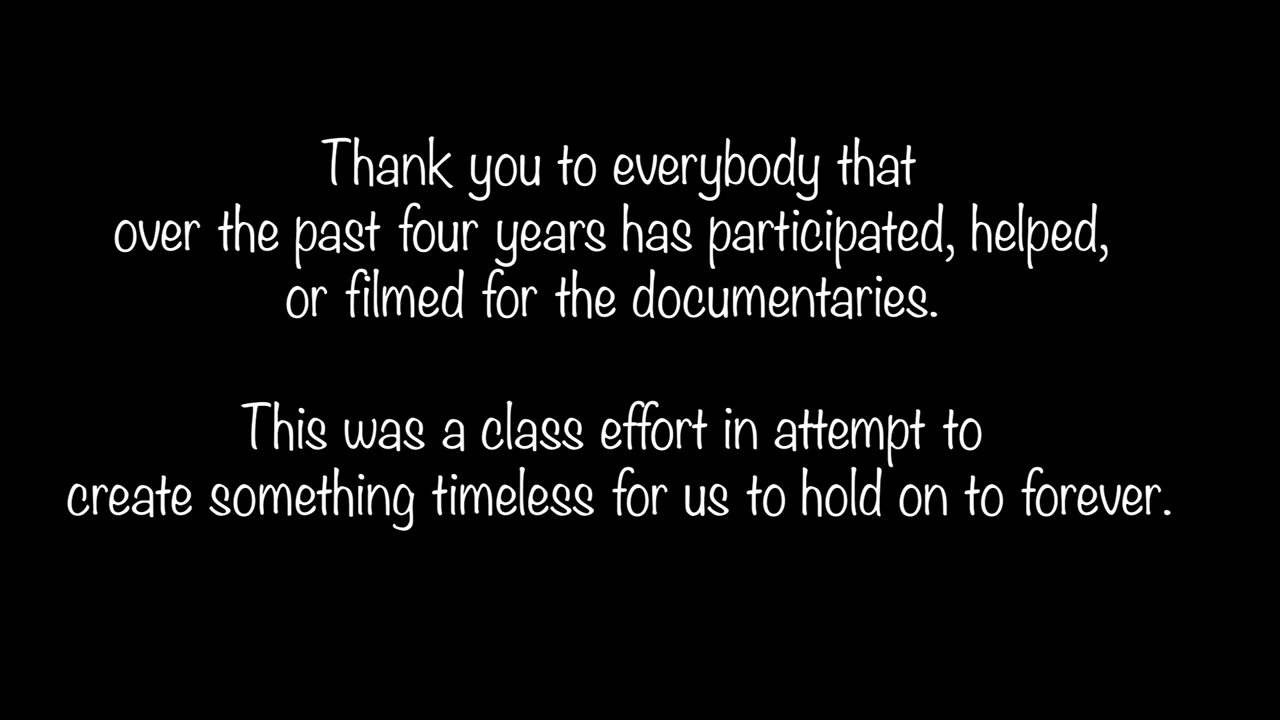 Thank you to everybody that
over the past four years has participated, helped,
or filmed for the documentaries.
This was a class effort in attempt to
create something timeless for us to hold on to forever.